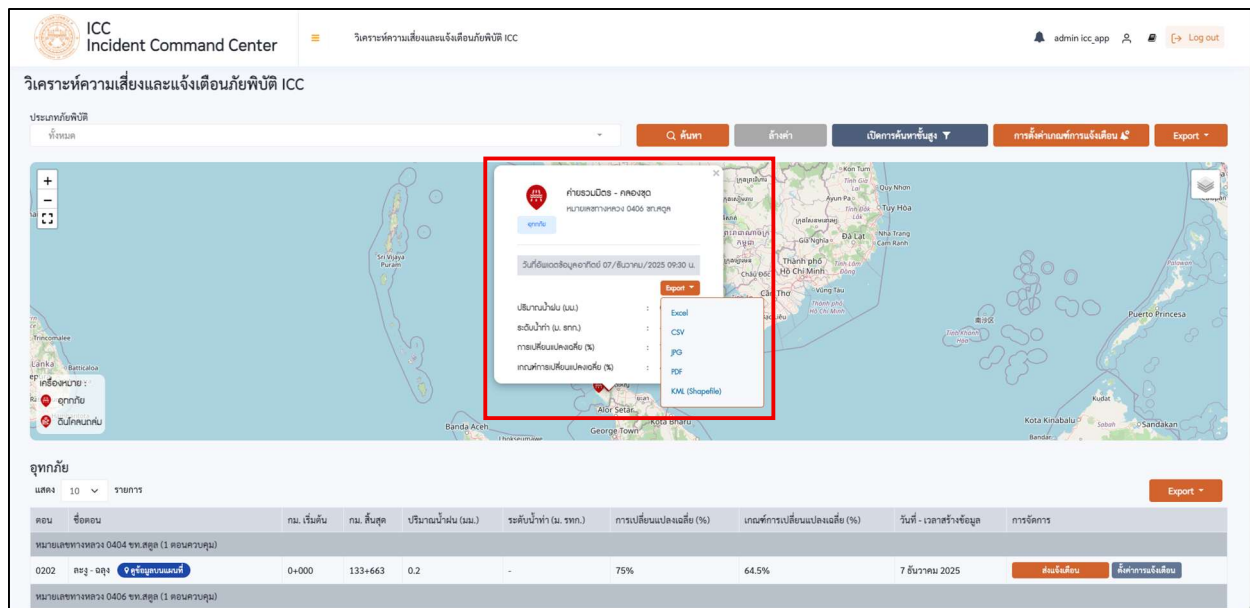 ICC
Incident Command Center
วิเคราะห์ความเสี่ยงและแจ้งเตือนภัยพิบัติ ICC
admin icc_app
Log out
วิเคราะห์ความเสี่ยงและแจ้งเตือนภัยพิบัติ ICC
ประเภทภัยพิบัติ
ทั้งหมด
ค้นหา
ล้างค่า
เปิดการค้นหาขั้นสูง
การตั้งค่าเกณฑ์การแจ้งเตือน
Export
+
−
ค่ายรวมมิตร - คลองขุด
หมายเลขทางหลวง 0406 ขท.สตูล
อุทกภัย
วันที่อัพเดตข้อมูลอาทิตย์ 07/ธันวาคม/2025 09:30 น.
Export
ปริมาณน้ำฝน (มม.) :
ระดับน้ำท่า (ม. รทก.) :
การเปลี่ยนแปลงเฉลี่ย (%) :
เกณฑ์การเปลี่ยนแปลงเฉลี่ย (%) :
Excel
CSV
JPG
PDF
KML (Shapefile)
Kon Tum
Quy Nhon
Ayun Pa
Tuy Hòa
Gia Nghĩa
Đà Lạt
Nha Trang
Cam Ranh
Thành phố
Hồ Chí Minh
Cần Thơ
Vũng Tàu
Sri Vijaya
Puram
Trincomalee
Batticaloa
Palawan
Puerto Princesa
南沙区
Kudat
Kota Kinabalu
Sabah
Sandakan
Banda Aceh
Lhokseumawe
Alor Setar
George Town
Kota Bharu
เครื่องหมาย :
อุทกภัย
ดินโคลนถล่ม
อุทกภัย
แสดง 10 รายการ
Export
ตอน ชื่อตอน กม. เริ่มต้น กม. สิ้นสุด ปริมาณน้ำฝน (มม.) ระดับน้ำท่า (ม. รทก.) การเปลี่ยนแปลงเฉลี่ย (%) เกณฑ์การเปลี่ยนแปลงเฉลี่ย (%) วันที่ - เวลาสร้างข้อมูล การจัดการ
หมายเลขทางหลวง 0404 ขท.สตูล (1 ตอนควบคุม)
0202 ละงู - ฉลุง ดูข้อมูลบนแผนที่ 0+000 133+663 0.2 - 75% 64.5% 7 ธันวาคม 2025 ส่งแจ้งเตือน ตั้งค่าการแจ้งเตือน
หมายเลขทางหลวง 0406 ขท.สตูล (1 ตอนควบคุม)